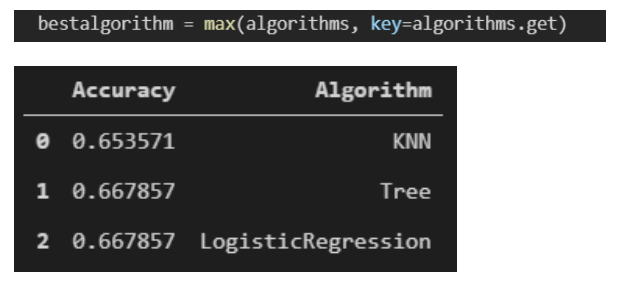 bestalgorithm = max(algorithms, key=algorithms.get)
Accuracy Algorithm
0 0.653571 KNN
1 0.667857 Tree
2 0.667857 LogisticRegression